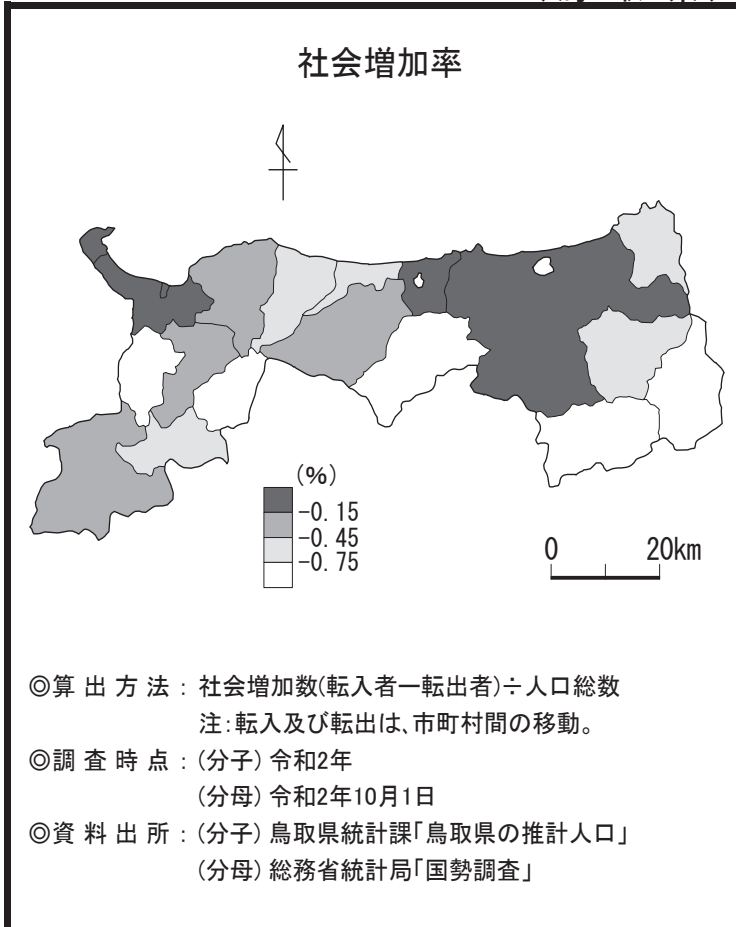 社会増加率
(%)
-0.15
-0.45
-0.75
0 20km
◎算出方法：社会増加数(転入者ー転出者)÷人口総数
注：転入及び転出は、市町村間の移動。
◎調査時点：(分子)令和2年
(分母)令和2年10月1日
◎資料出所：(分子)鳥取県統計課「鳥取県の推計人口」
(分母)総務省統計局「国勢調査」